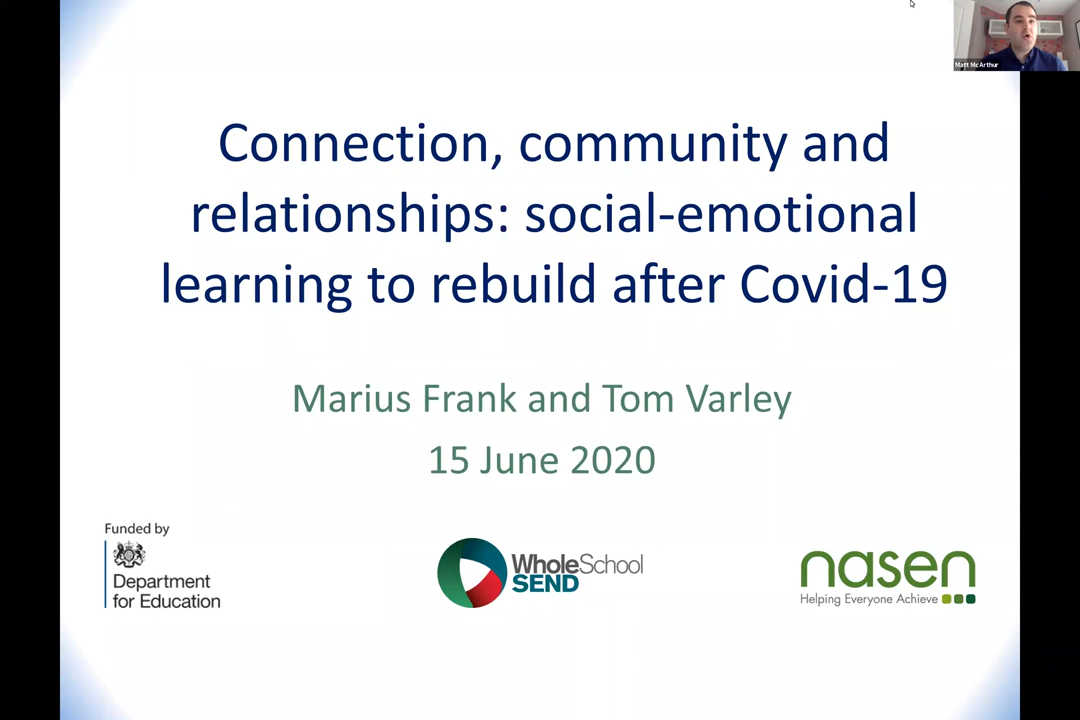 Matt McArthur
Connection, community and
relationships: social-emotional
learning to rebuild after Covid-19
Marius Frank and Tom Varley
15 June 2020
Funded by
Department
for Education
WholeSchool
SEND
nasen
Helping Everyone Achieve